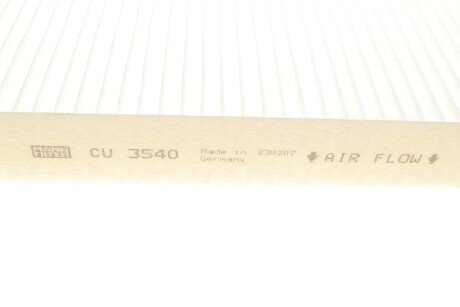 MANN
FILTER
CU 3540
Made in 230207
Germany
AIR FLOW